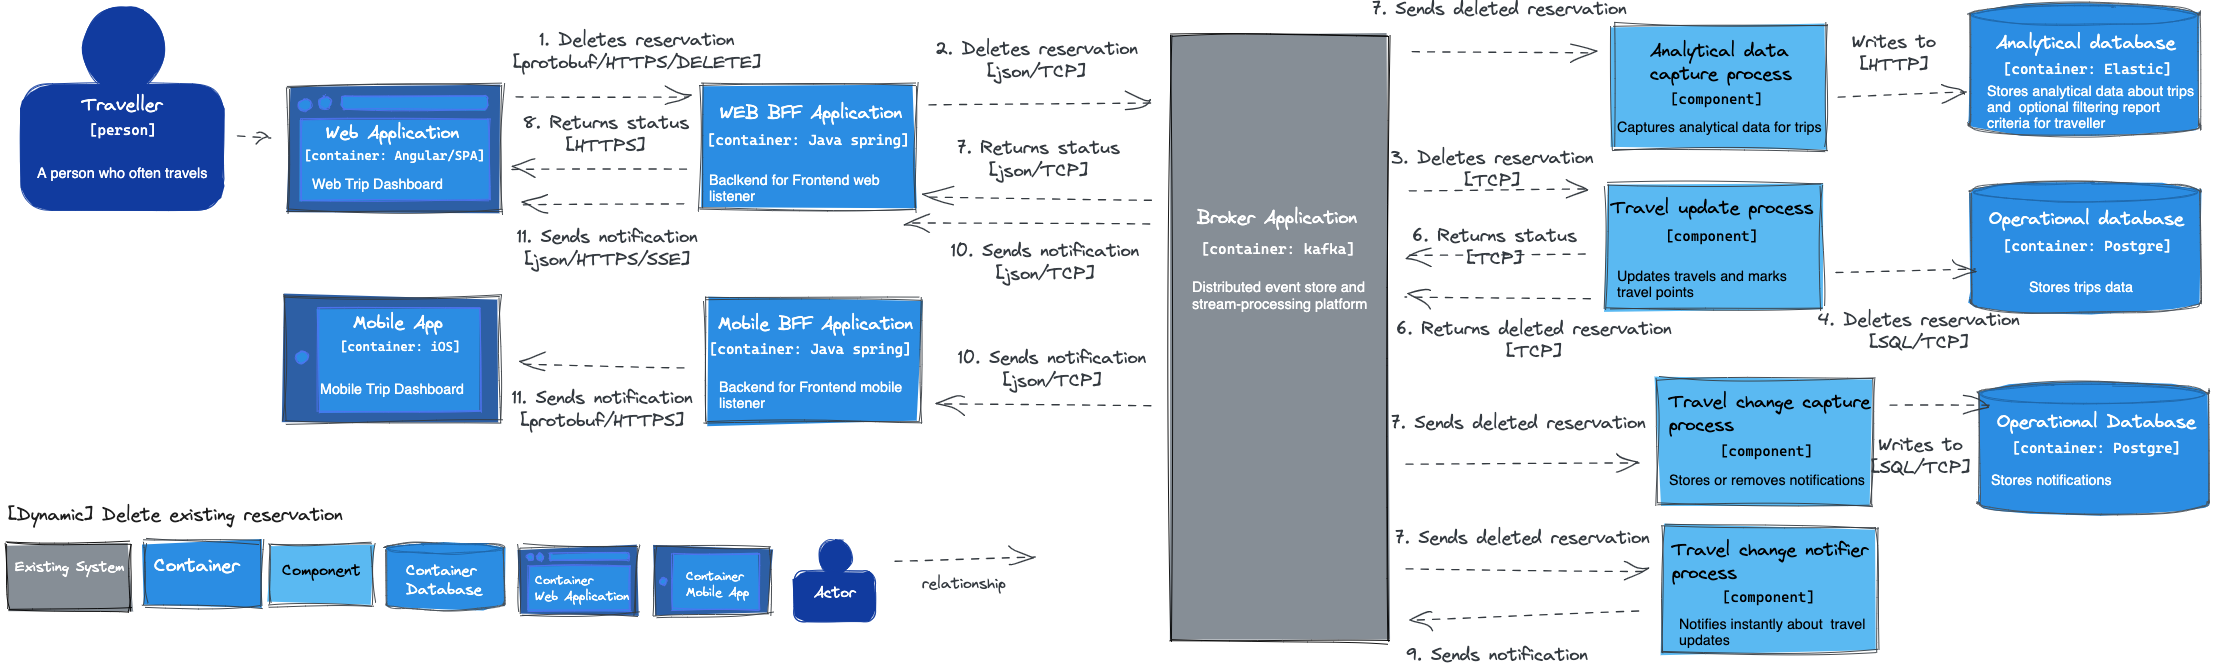 Traveller
[person]
A person who often travels
Web Application
[container: Angular/SPA]
Web Trip Dashboard
1. Deletes reservation
[protobuf/HTTPS/DELETE]
8. Returns status
[HTTPS]
11. Sends notification
[json/HTTPS/SSE]
WEB BFF Application
[container: Java spring]
Baclkend for Frontend web
listener
2. Deletes reservation
[json/TCP]
7. Returns status
[json/TCP]
10. Sends notification
[json/TCP]
Mobile App
[container: iOS]
Mobile Trip Dashboard
11. Sends notification
[protobuf/HTTPS]
Mobile BFF Application
[container: Java spring]
Backend for Frontend mobile
listener
10. Sends notification
[json/TCP]
Broker Application
[container: kafka]
Distributed event store and
stream-processing platform
7. Sends deleted reservation
Analytical data
capture process
[component]
Captures analytical data for trips
Writes to
[HTTP]
Analytical database
[container: Elastic]
Stores analytical data about trips
and optional filtering report
criteria for traveller
3. Deletes reservation
[TCP]
6. Returns status
[TCP]
6. Returns deleted reservation
[TCP]
Travel update process
[component]
Updates travels and marks
travel points
4. Deletes reservation
[SQL/TCP]
Operational database
[container: Postgre]
Stores trips data
7. Sends deleted reservation
Travel change capture
process
[component]
Stores or removes notifications
Writes to
[SQL/TCP]
Operational Database
[container: Postgre]
Stores notifications
7. Sends deleted reservation
Travel change notifier
process
[component]
Notifies instantly about travel
updates
9. Sends notification
[Dynamic] Delete existing reservation
Existing System
Container
Component
Container
Database
Container
Web Application
Container
Mobile App
Actor
relationship